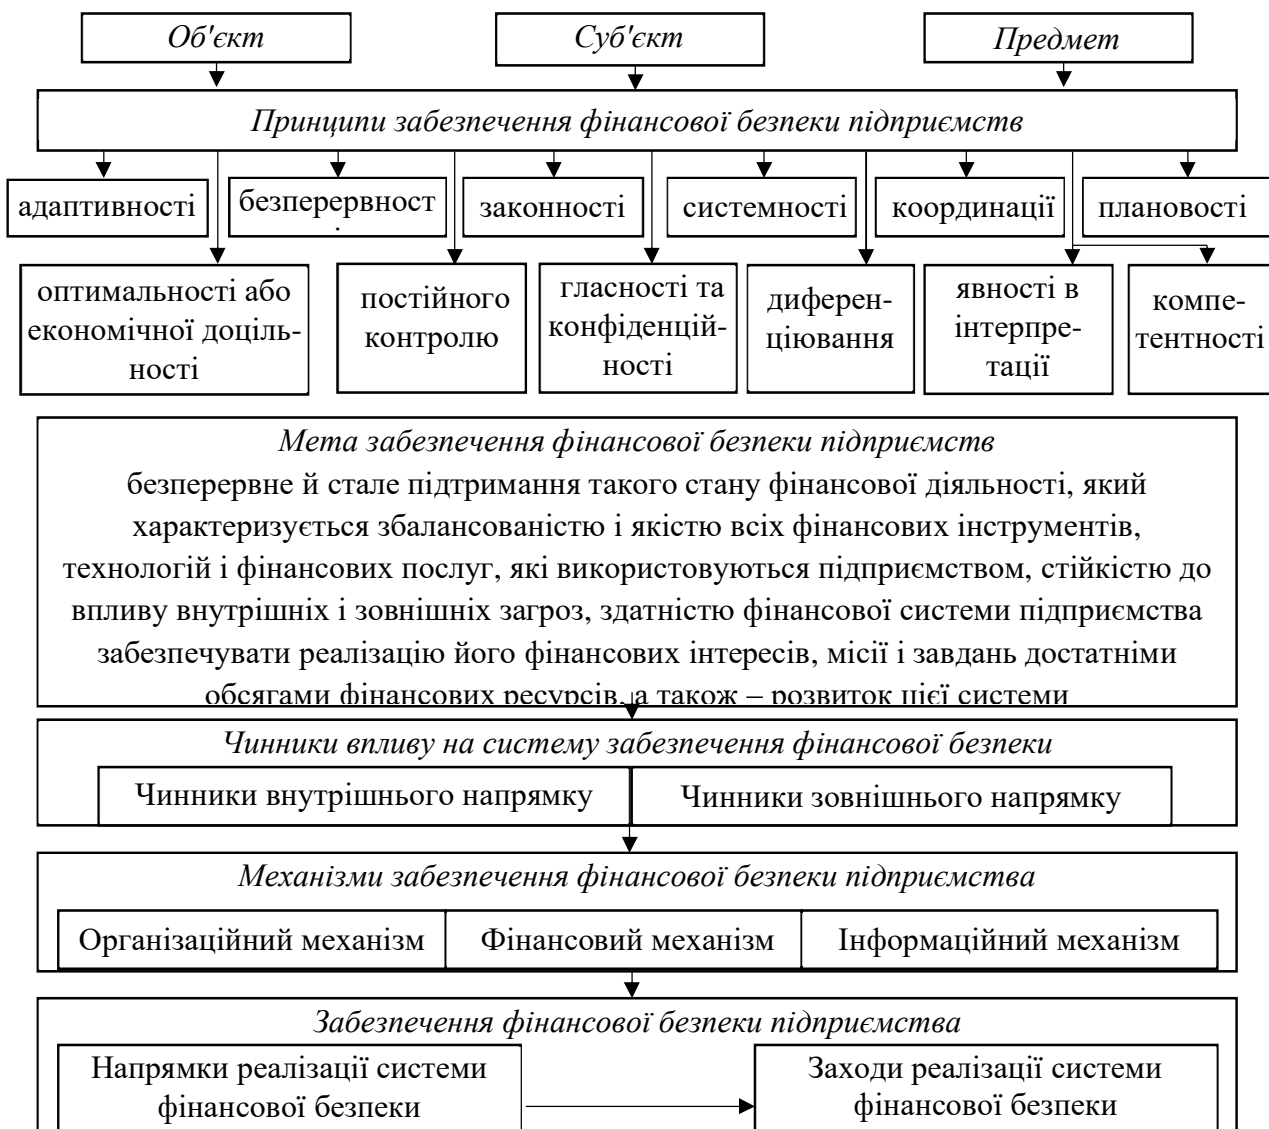 Об'єкт
Суб'єкт
Предмет
Принципи забезпечення фінансової безпеки підприємств
адаптивності
безперервност
законності
системності
координації
плановості
оптимальності або
економічної доціль-
ності
постійного
контролю
гласності та
конфіденцій-
ності
диферен-
ціювання
явності в
інтерпре-
тації
компе-
тентності
Мета забезпечення фінансової безпеки підприємств
безперервне й стале підтримання такого стану фінансової діяльності, який
характеризується збалансованістю і якістю всіх фінансових інструментів,
технологій і фінансових послуг, які використовуються підприємством, стійкістю до
впливу внутрішніх і зовнішніх загроз, здатністю фінансової системи підприємства
забезпечувати реалізацію його фінансових інтересів, місії і завдань достатніми
обсягами фінансових ресурсів, а також – розвиток цієї системи
Чинники впливу на систему забезпечення фінансової безпеки
Чинники внутрішнього напрямку
Чинники зовнішнього напрямку
Механізми забезпечення фінансової безпеки підприємства
Організаційний механізм
Фінансовий механізм
Інформаційний механізм
Забезпечення фінансової безпеки підприємства
Напрямки реалізації системи
фінансової безпеки
Заходи реалізації системи
фінансової безпеки